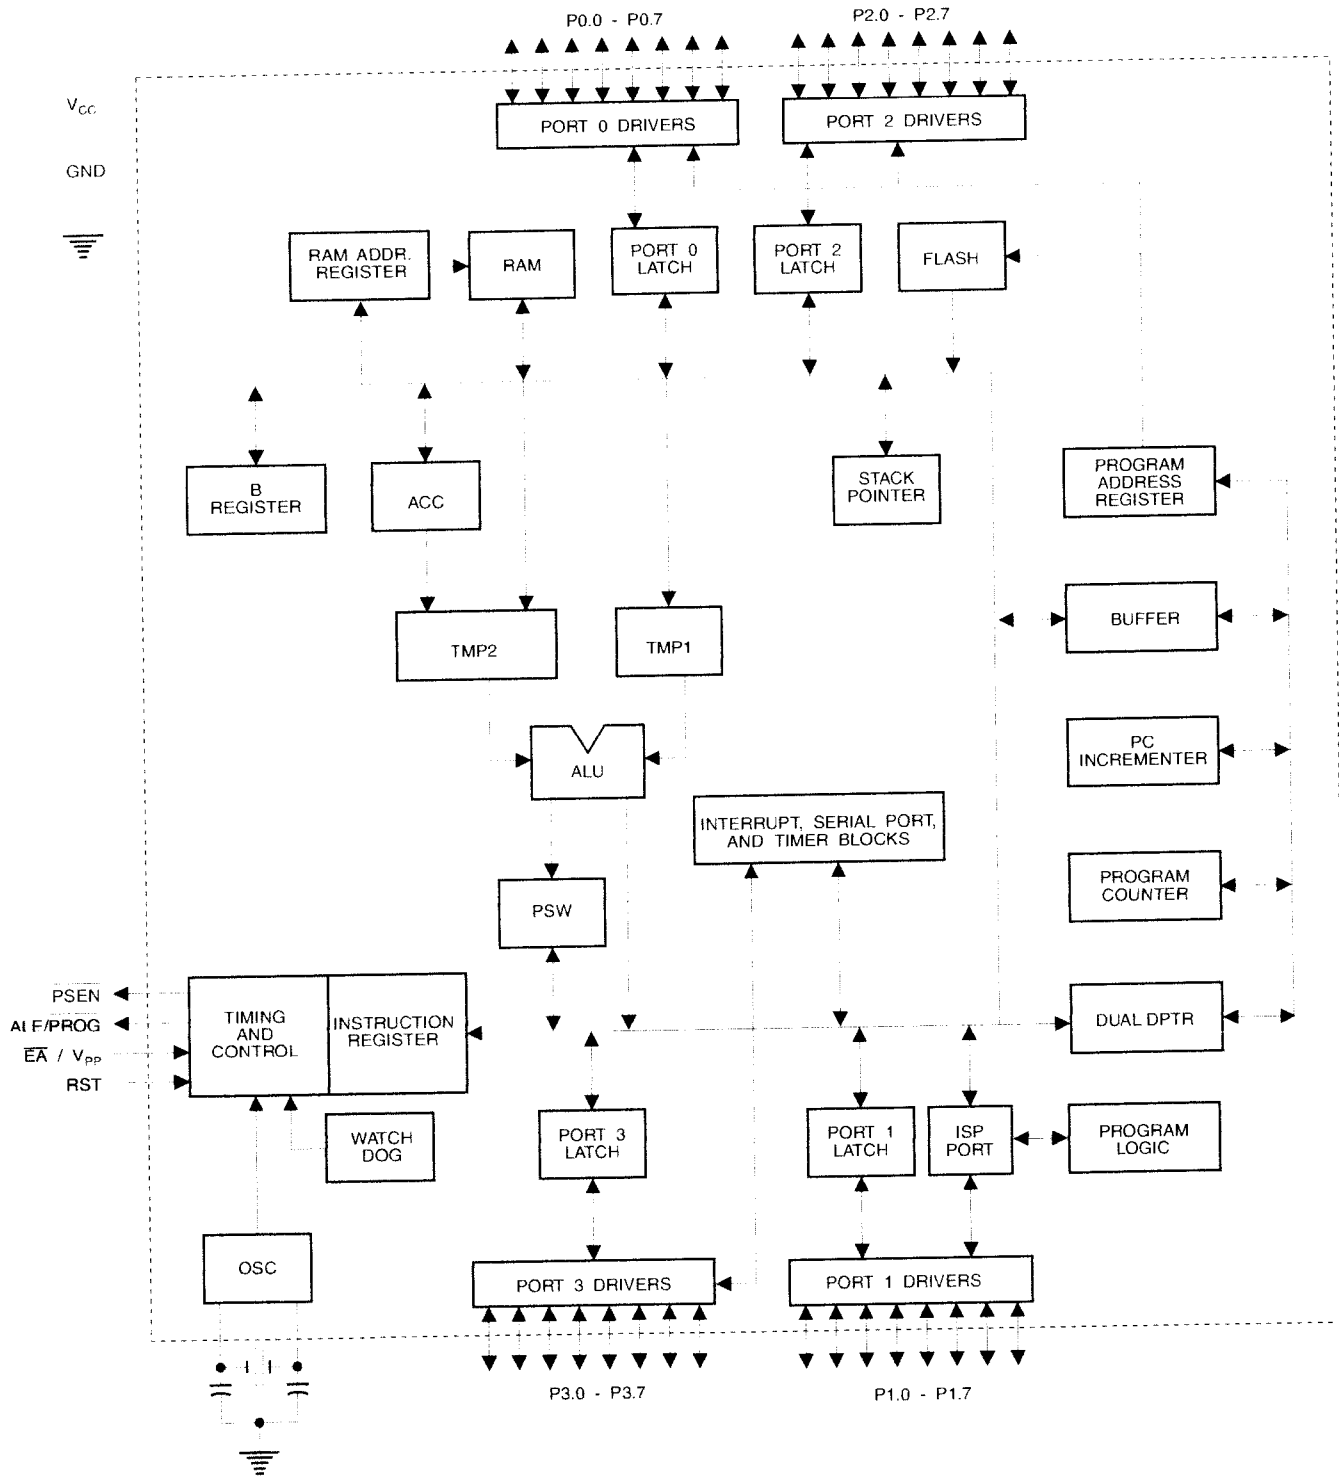 P0.0 - P0.7
P2.0 - P2.7
VCC
PORT 0 DRIVERS
PORT 2 DRIVERS
GND
RAM ADDR.
REGISTER
RAM
PORT 0
LATCH
PORT 2
LATCH
FLASH
B
REGISTER
ACC
STACK
POINTER
PROGRAM
ADDRESS
REGISTER
TMP2
TMP1
BUFFER
ALU
PC
INCREMENTER
INTERRUPT, SERIAL PORT,
AND TIMER BLOCKS
PSW
PROGRAM
COUNTER
PSEN
ALE/PROG
EA / VPP
RST
TIMING
AND
CONTROL
INSTRUCTION
REGISTER
DUAL DPTR
WATCH
DOG
PORT 3
LATCH
PORT 1
LATCH
ISP
PORT
PROGRAM
LOGIC
OSC
PORT 3 DRIVERS
PORT 1 DRIVERS
P3.0 - P3.7
P1.0 - P1.7